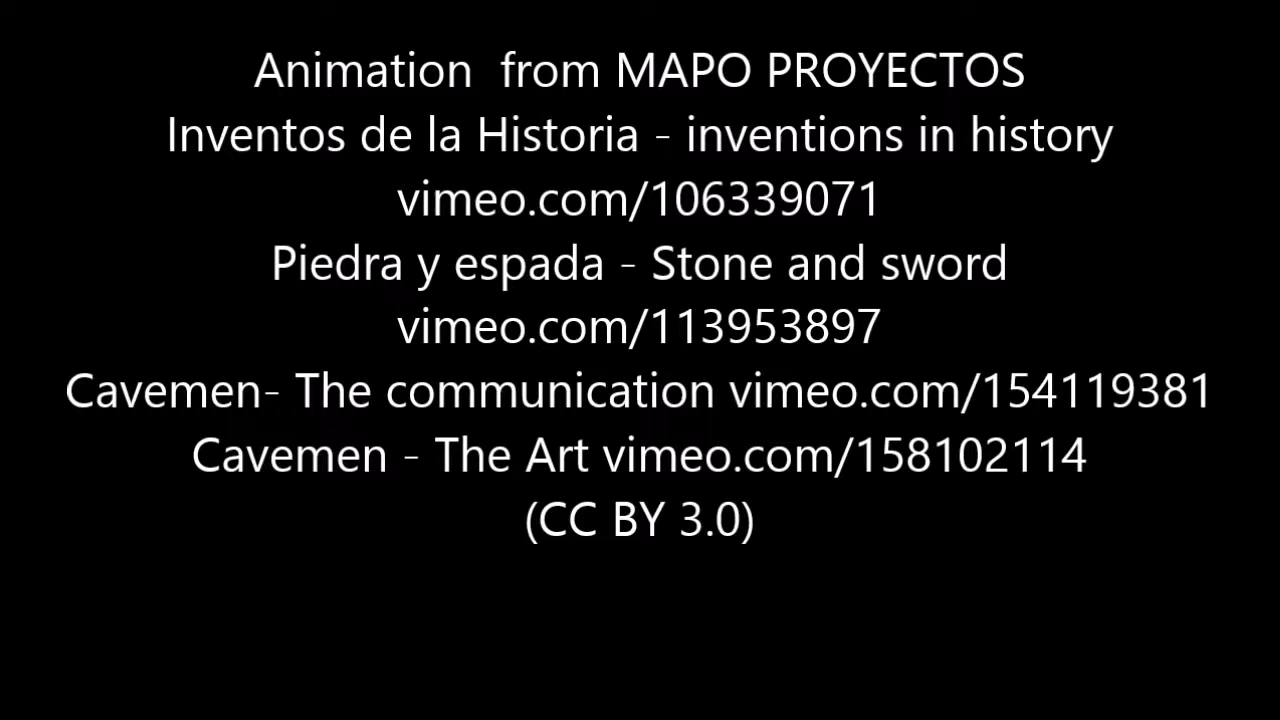 Animation from MAPO PROYECTOS
Inventos de la Historia - inventions in history
vimeo.com/106339071
Piedra y espada - Stone and sword
vimeo.com/113953897
Cavemen- The communication vimeo.com/154119381
Cavemen - The Art vimeo.com/158102114
(CC BY 3.0)